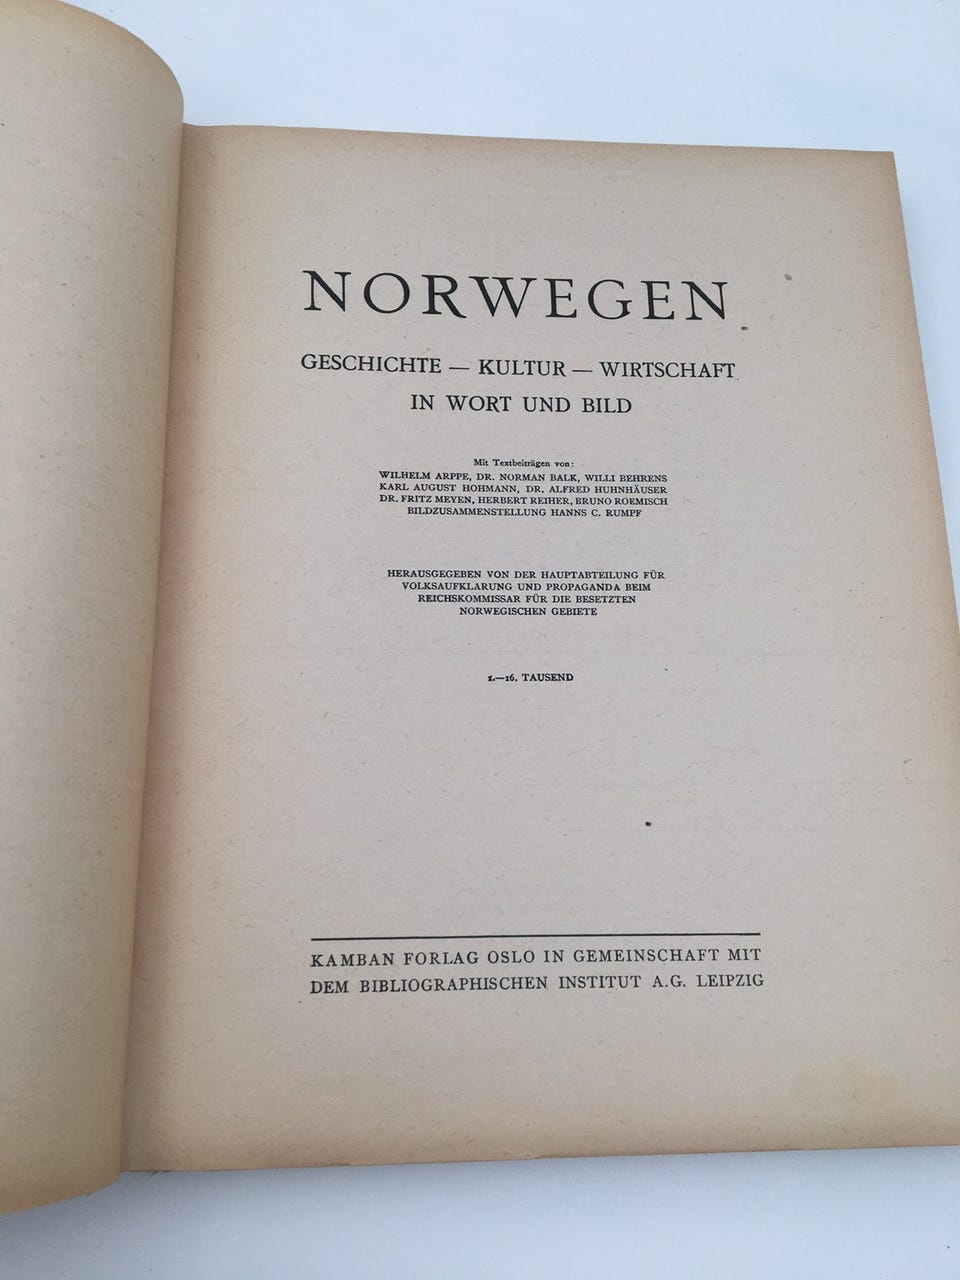 NORWEGEN
GESCHICHTE — KULTUR — WIRTSCHAFT
IN WORT UND BILD
Mit Textbeiträgen von:
WILHELM ARPPE, DR. NORMAN BALK, WILLI BEHRENS
KARL AUGUST HOHMANN, DR. ALFRED HUHNHÄUSER
DR. FRITZ MEYEN, HERBERT REIHER, BRUNO ROEMISCH
BILDZUSAMMENSTELLUNG HANNS C. RUMPF
HERAUSGEGEBEN VON DER HAUPTABTEILUNG FÜR
VOLKSAUFKLARUNG UND PROPAGANDA BEIM
REICHSKOMMISSAR FÜR DIE BESETZTEN
NORWEGISCHEN GEBIETE
1.—16. TAUSEND
KAMBAN FORLAG OSLO IN GEMEINSCHAFT MIT
DEM BIBLIOGRAPHISCHEN INSTITUT A.G. LEIPZIG